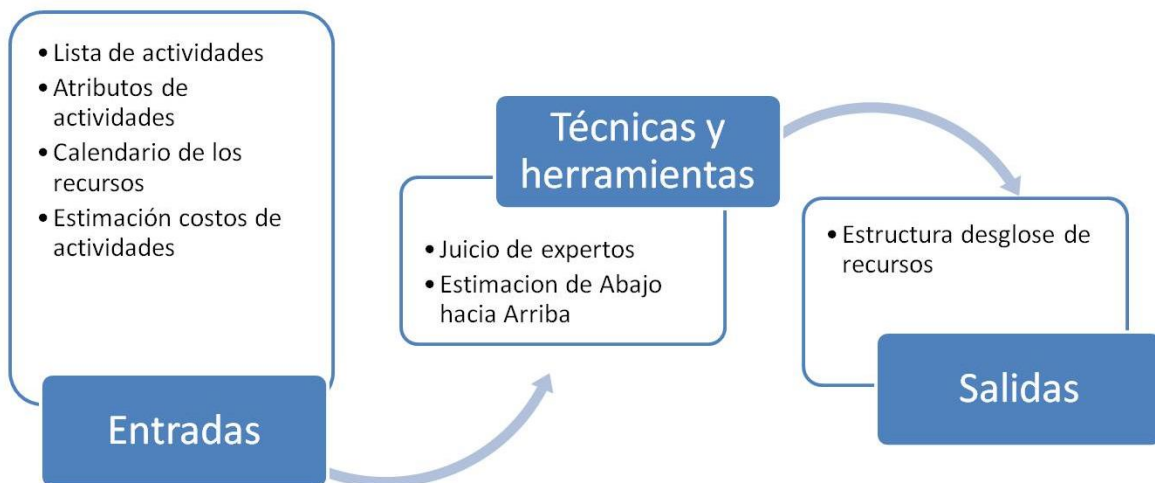 • Lista de actividades
• Atributos de
actividades
• Calendario de los
recursos
• Estimación costos de
actividades
Entradas
Técnicas y
herramientas
• Juicio de expertos
• Estimacion de Abajo
hacia Arriba
• Estructura desglose de
recursos
Salidas